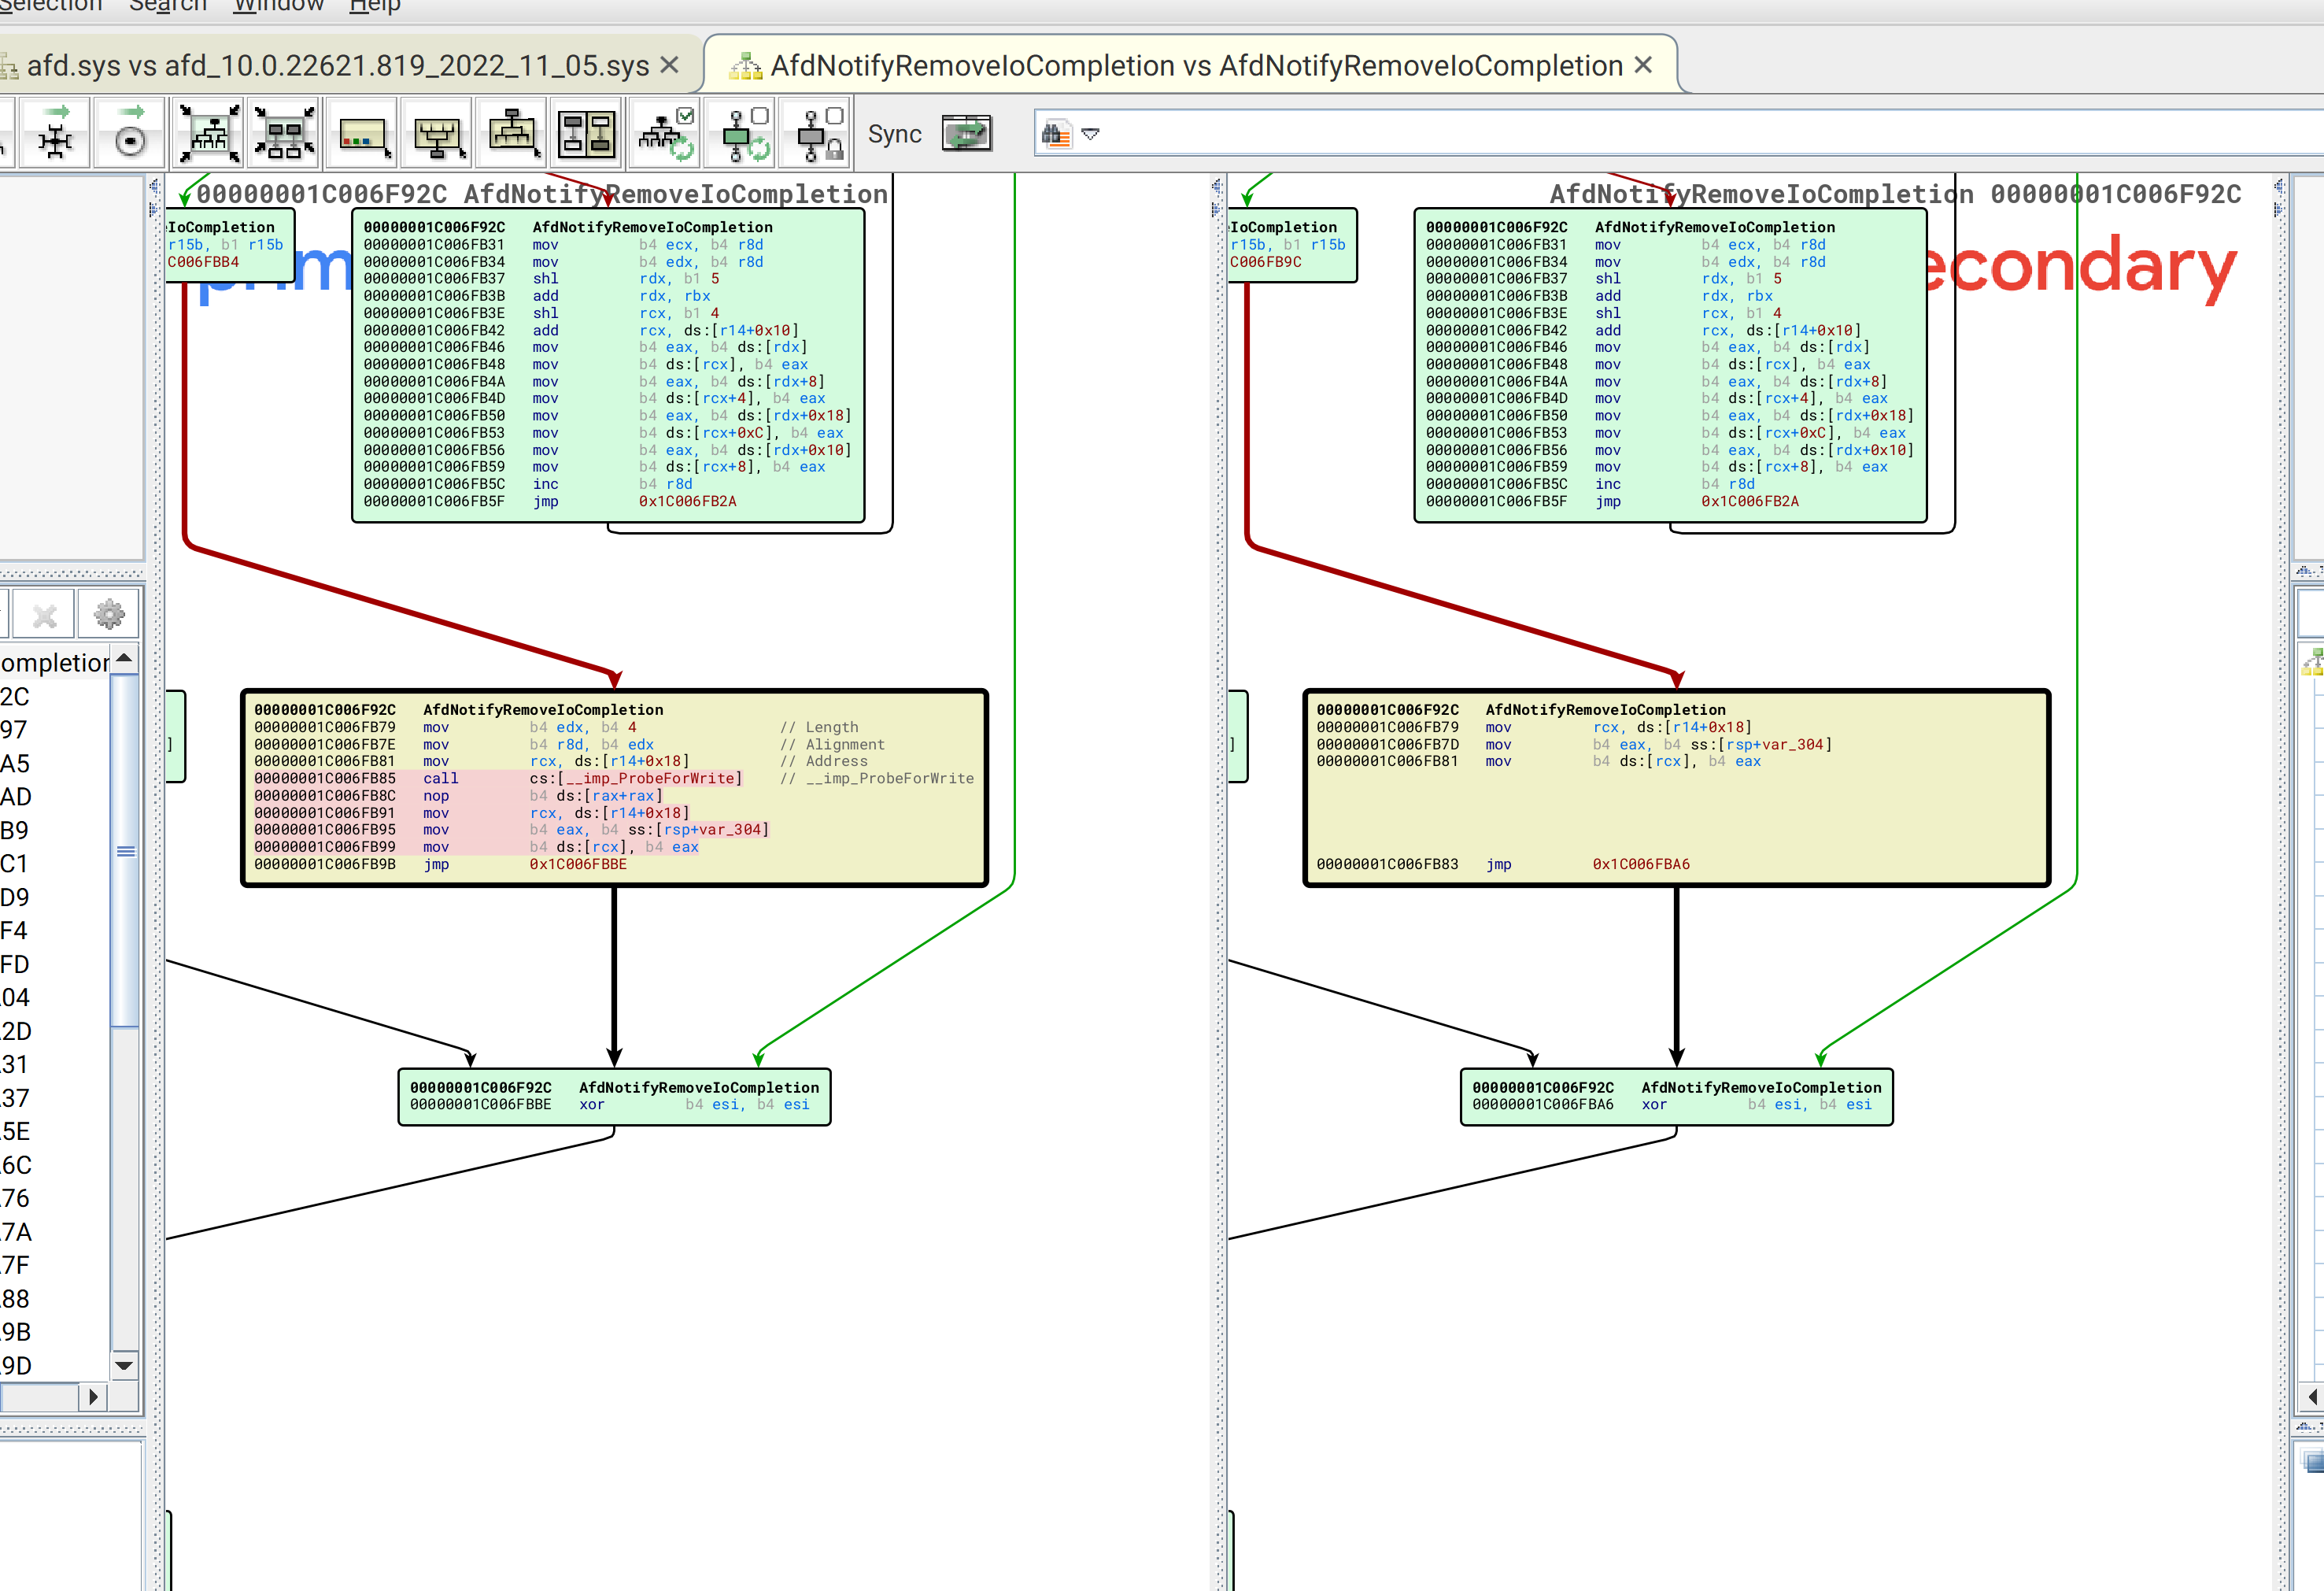 Selection Search Window Help
afd.sys vs afd_10.0.22621.819_2022_11_05.sys
AfdNotifyRemoveIoCompletion vs AfdNotifyRemoveIoCompletion
Sync
00000001C006F92C AfdNotifyRemoveIoCompletion
IoCompletion
r15b, b1 r15b
C006FBB4
00000001C006F92C AfdNotifyRemoveIoCompletion
00000001C006FB31 mov b4 ecx, b4 r8d
00000001C006FB34 mov b4 edx, b4 r8d
00000001C006FB37 shl rdx, b1 5
00000001C006FB3B add rdx, rbx
00000001C006FB3E shl rcx, b1 4
00000001C006FB42 add rcx, ds:[r14+0x10]
00000001C006FB46 mov b4 eax, b4 ds:[rdx]
00000001C006FB48 mov b4 ds:[rcx], b4 eax
00000001C006FB4A mov b4 eax, b4 ds:[rdx+8]
00000001C006FB4D mov b4 ds:[rcx+4], b4 eax
00000001C006FB50 mov b4 eax, b4 ds:[rdx+0x18]
00000001C006FB53 mov b4 ds:[rcx+0xC], b4 eax
00000001C006FB56 mov b4 eax, b4 ds:[rdx+0x10]
00000001C006FB59 mov b4 ds:[rcx+8], b4 eax
00000001C006FB5C inc b4 r8d
00000001C006FB5F jmp 0x1C006FB2A
00000001C006F92C AfdNotifyRemoveIoCompletion
00000001C006FB79 mov b4 edx, b4 4 // Length
00000001C006FB7E mov b4 r8d, b4 edx // Alignment
00000001C006FB81 mov rcx, ds:[r14+0x18] // Address
00000001C006FB85 call cs:[__imp_ProbeForWrite] // __imp_ProbeForWrite
00000001C006FB8C nop b4 ds:[rax+rax]
00000001C006FB91 mov rcx, ds:[r14+0x18]
00000001C006FB95 mov b4 eax, b4 ss:[rsp+var_304]
00000001C006FB99 mov b4 ds:[rcx], b4 eax
00000001C006FB9B jmp 0x1C006FBBE
00000001C006F92C AfdNotifyRemoveIoCompletion
00000001C006FBBE xor b4 esi, b4 esi
AfdNotifyRemoveIoCompletion 00000001C006F92C
econdary
IoCompletion
r15b, b1 r15b
C006FB9C
00000001C006F92C AfdNotifyRemoveIoCompletion
00000001C006FB31 mov b4 ecx, b4 r8d
00000001C006FB34 mov b4 edx, b4 r8d
00000001C006FB37 shl rdx, b1 5
00000001C006FB3B add rdx, rbx
00000001C006FB3E shl rcx, b1 4
00000001C006FB42 add rcx, ds:[r14+0x10]
00000001C006FB46 mov b4 eax, b4 ds:[rdx]
00000001C006FB48 mov b4 ds:[rcx], b4 eax
00000001C006FB4A mov b4 eax, b4 ds:[rdx+8]
00000001C006FB4D mov b4 ds:[rcx+4], b4 eax
00000001C006FB50 mov b4 eax, b4 ds:[rdx+0x18]
00000001C006FB53 mov b4 ds:[rcx+0xC], b4 eax
00000001C006FB56 mov b4 eax, b4 ds:[rdx+0x10]
00000001C006FB59 mov b4 ds:[rcx+8], b4 eax
00000001C006FB5C inc b4 r8d
00000001C006FB5F jmp 0x1C006FB2A
]
00000001C006F92C AfdNotifyRemoveIoCompletion
00000001C006FB79 mov rcx, ds:[r14+0x18]
00000001C006FB7D mov b4 eax, b4 ss:[rsp+var_304]
00000001C006FB81 mov b4 ds:[rcx], b4 eax
00000001C006FB83 jmp 0x1C006FBA6
00000001C006F92C AfdNotifyRemoveIoCompletion
00000001C006FBA6 xor b4 esi, b4 esi
ompletion
2C
97
A5
AD
B9
C1
D9
F4
FD
04
2D
31
37
5E
6C
76
7A
7F
88
9B
9D
]